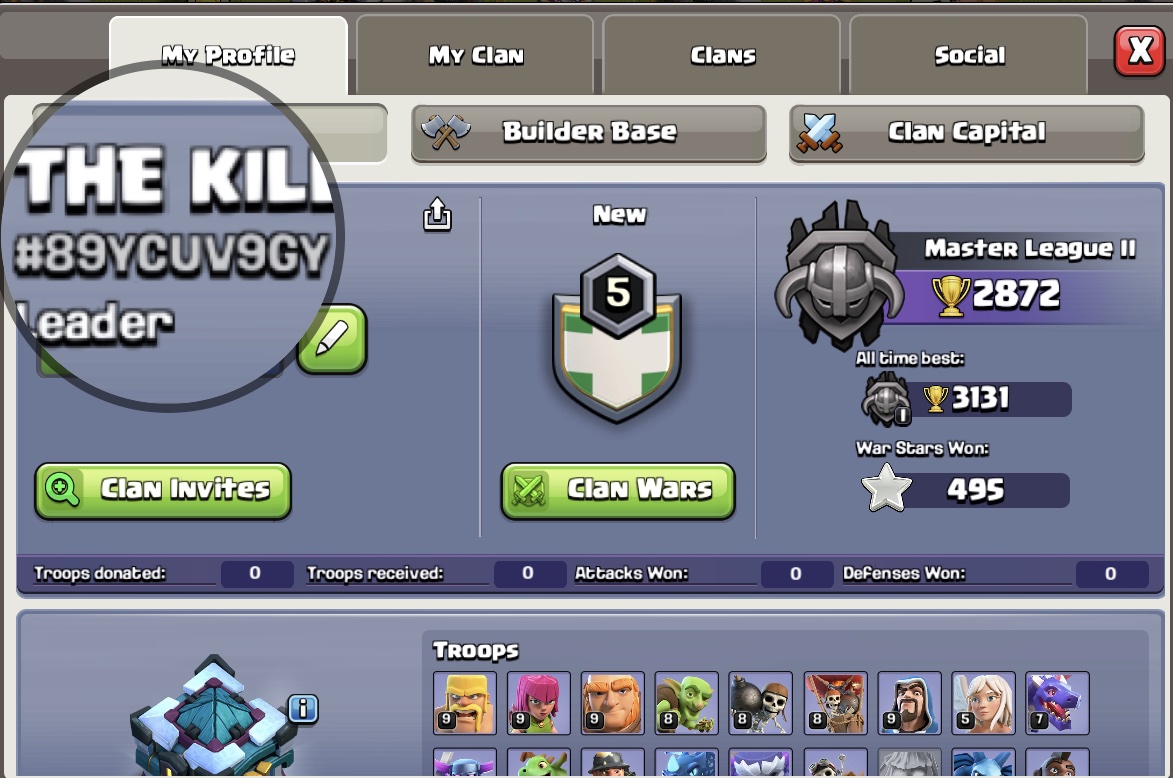 My Profile
My Clan
Clans
Social
X
Builder Base
Clan Capital
THE KILL
#89YCUV9GY
Leader
New
5
Master League II
2872
All time best:
I
3131
War Stars Won:
495
Clan Invites
Clan Wars
Troops donated: 0
Troops received: 0
Attacks Won: 0
Defenses Won: 0
Troops
i
9 9 9 8 8 8 9 5 7